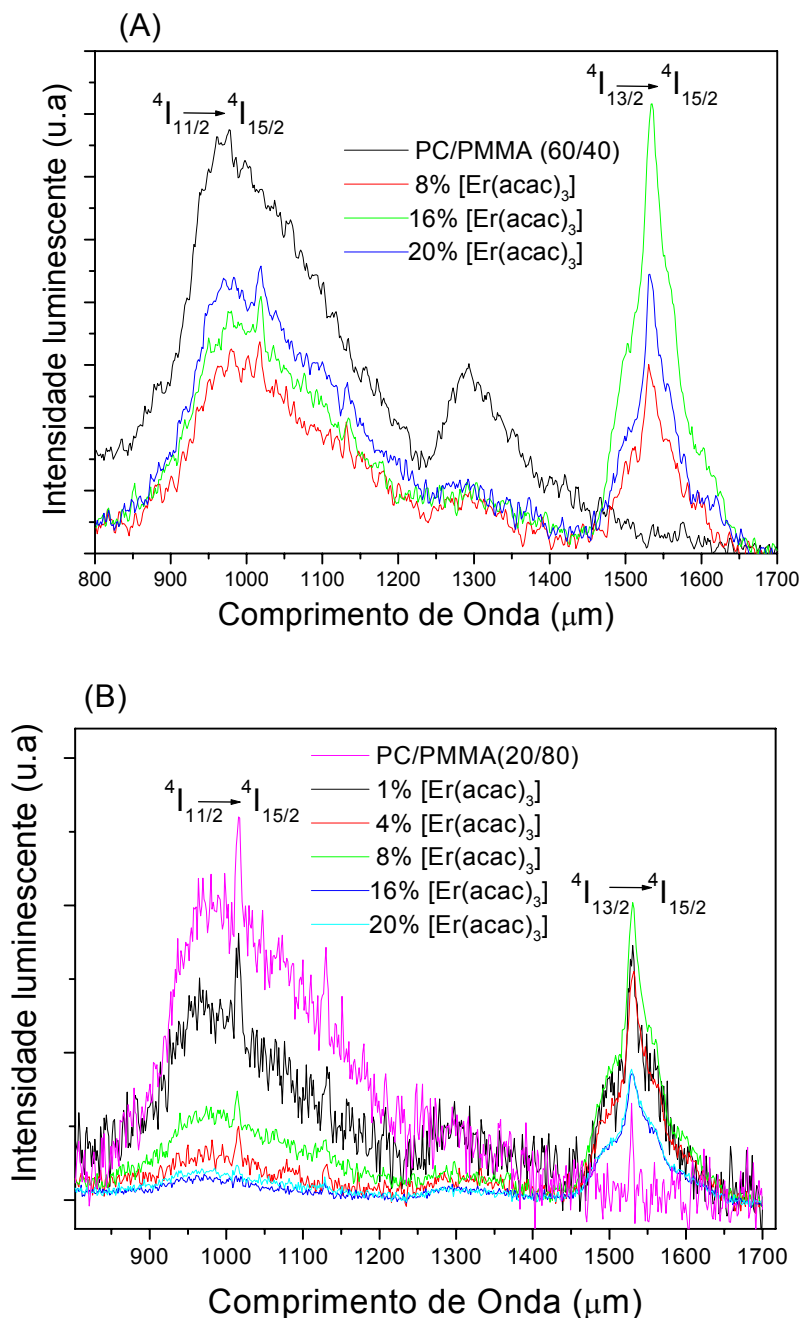 (A)
⁴I₁₁/₂ → ⁴I₁₅/₂
⁴I₁₃/₂ → ⁴I₁₅/₂
PC/PMMA (60/40)
8% [Er(acac)₃]
16% [Er(acac)₃]
20% [Er(acac)₃]
Intensidade luminescente (u.a)
800 900 1000 1100 1200 1300 1400 1500 1600 1700
Comprimento de Onda (μm)
(B)
PC/PMMA(20/80)
1% [Er(acac)₃]
4% [Er(acac)₃]
8% [Er(acac)₃]
16% [Er(acac)₃]
20% [Er(acac)₃]
⁴I₁₁/₂ → ⁴I₁₅/₂
⁴I₁₃/₂ → ⁴I₁₅/₂
Intensidade luminescente (u.a)
900 1000 1100 1200 1300 1400 1500 1600 1700
Comprimento de Onda (μm)